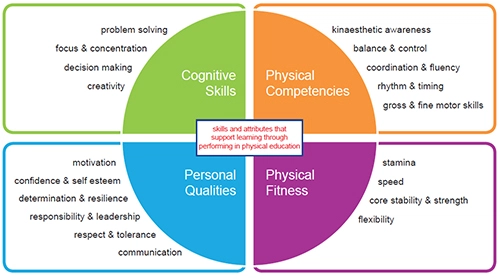 problem solving
focus & concentration
decision making
creativity
Cognitive
Skills
kinaesthetic awareness
balance & control
coordination & fluency
rhythm & timing
gross & fine motor skills
Physical
Competencies
skills and attributes that
support learning through
performing in physical education
motivation
confidence & self esteem
determination & resilience
responsibility & leadership
respect & tolerance
communication
Personal
Qualities
Physical
Fitness
stamina
speed
core stability & strength
flexibility